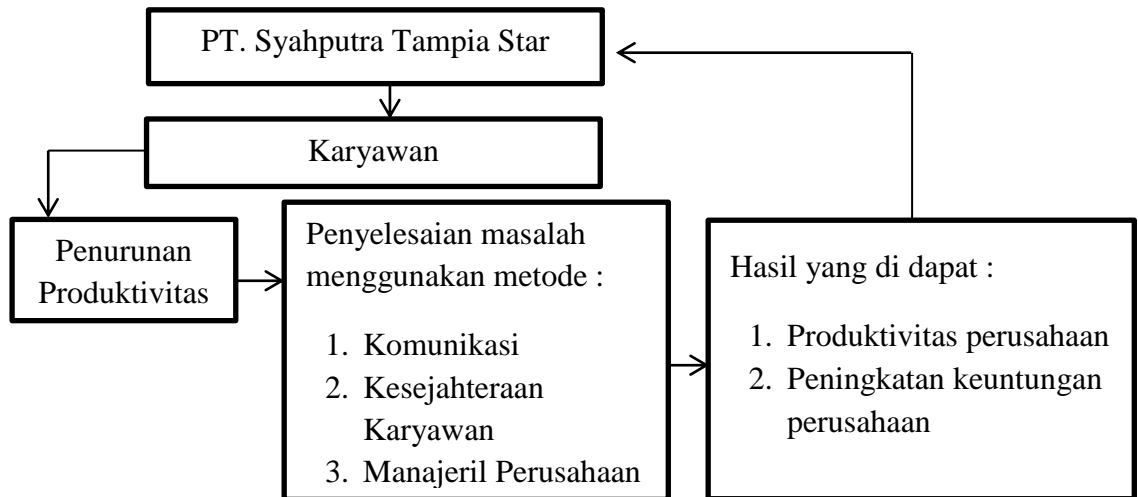 PT. Syahputra Tampia Star
Karyawan
Penurunan
Produktivitas
Penyelesaian masalah
menggunakan metode :
1. Komunikasi
2. Kesejahteraan
Karyawan
3. Manajeril Perusahaan
Hasil yang di dapat :
1. Produktivitas perusahaan
2. Peningkatan keuntungan
perusahaan